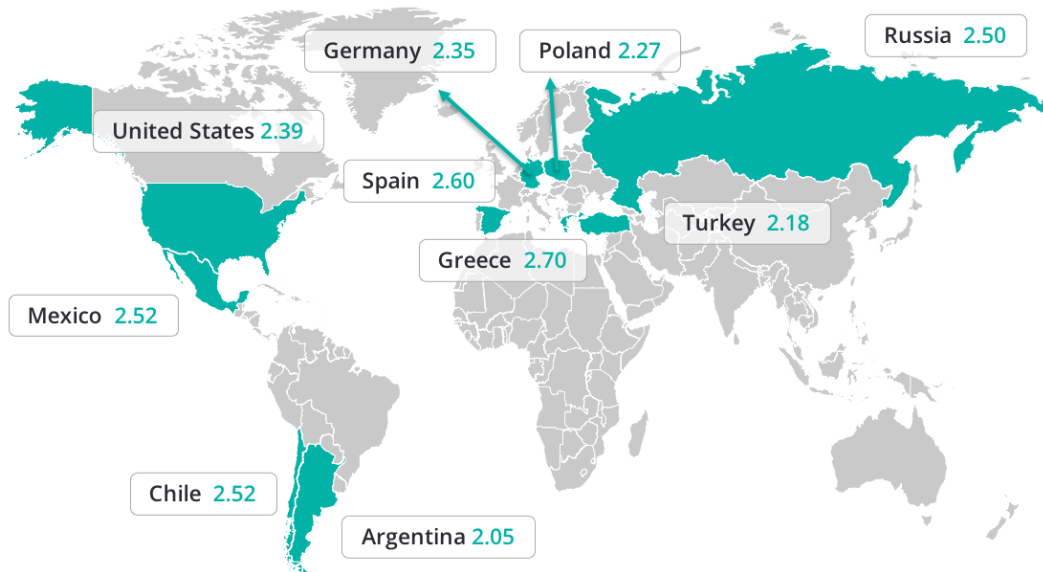 Russia 2.50
Germany 2.35
Poland 2.27
United States 2.39
Spain 2.60
Turkey 2.18
Greece 2.70
Mexico 2.52
Chile 2.52
Argentina 2.05